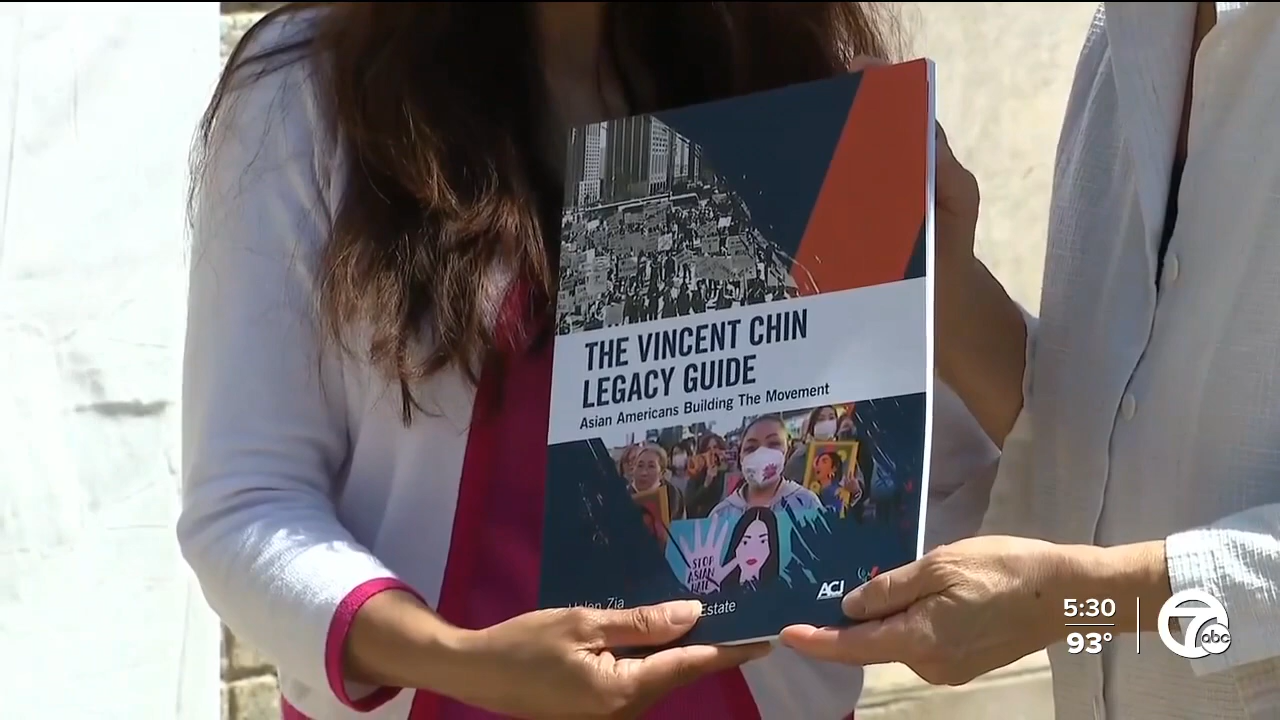 THE VINCENT CHIN
LEGACY GUIDE
Asian Americans Building The Movement
STOP
ASIAN
HATE
Helen Zia
Estate
ACJ
5:30
93°
7
abc